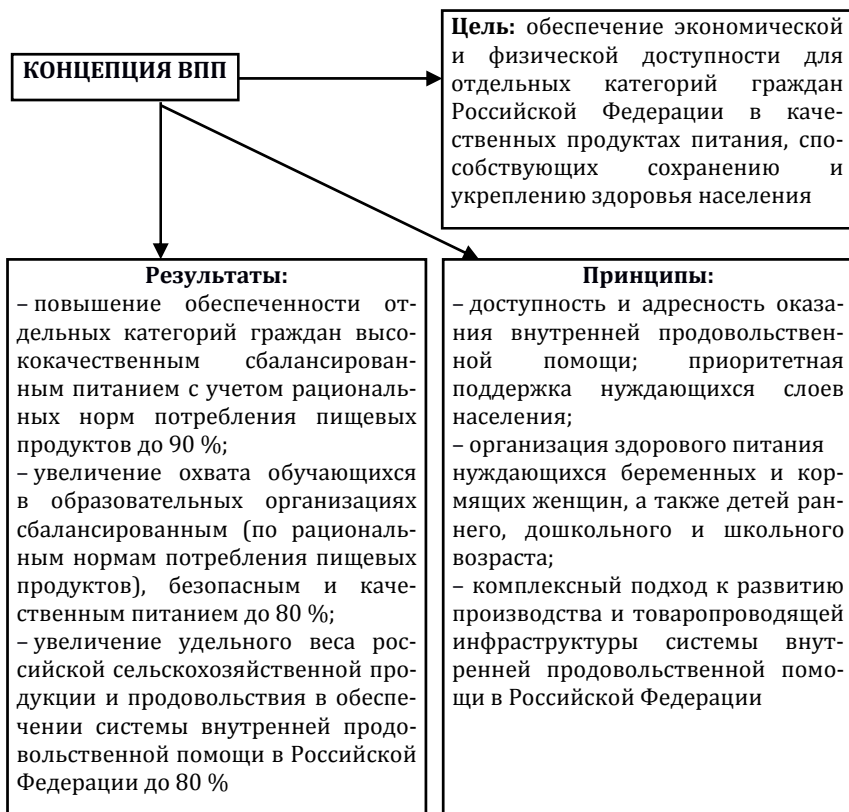 КОНЦЕПЦИЯ ВПП
Цель: обеспечение экономической
и физической доступности для
отдельных категорий граждан
Российской Федерации в каче-
ственных продуктах питания, спо-
собствующих сохранению и
укреплению здоровья населения
Результаты:
– повышение обеспеченности от-
дельных категорий граждан высо-
кокачественным сбалансирован-
ным питанием с учетом рациональ-
ных норм потребления пищевых
продуктов до 90 %;
– увеличение охвата обучающихся
в образовательных организациях
сбалансированным (по рациональ-
ным нормам потребления пищевых
продуктов), безопасным и каче-
ственным питанием до 80 %;
– увеличение удельного веса рос-
сийской сельскохозяйственной про-
дукции и продовольствия в обеспе-
чении системы внутренней продо-
вольственной помощи в Российской
Федерации до 80 %
Принципы:
– доступность и адресность оказа-
ния внутренней продовольствен-
ной помощи; приоритетная
поддержка нуждающихся слоев
населения;
– организация здорового питания
нуждающихся беременных и кор-
мящих женщин, а также детей ран-
него, дошкольного и школьного
возраста;
– комплексный подход к развитию
производства и товаропроводящей
инфраструктуры системы внут-
ренней продовольственной помо-
щи в Российской Федерации